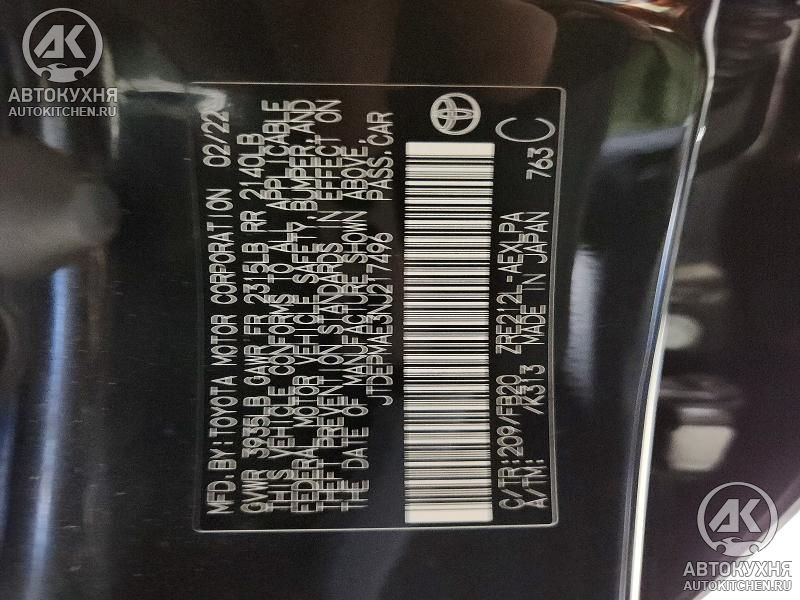 AK
АВТОКУХНЯ
AUTOKITCHEN.RU
MFD.BY:TOYOTA MOTOR CORPORATION 02/22
GVWR 3935LB GAWR FR 2315LB RR 2140LB
THIS VEHICLE CONFORMS TO ALL APPLICABLE
FEDERAL MOTOR VEHICLE SAFETY, BUMPER, AND
THEFT PREVENTION STANDARDS IN EFFECT ON
THE DATE OF MANUFACTURE SHOWN ABOVE.
JTDEPMAE3NJ217496 PASS.CAR
C/TR:209/FB20 ZRE212L-AEXEPA 763
A/TM: /K313 MADE IN JAPAN
C
AK
АВТОКУХНЯ
AUTOKITCHEN.RU